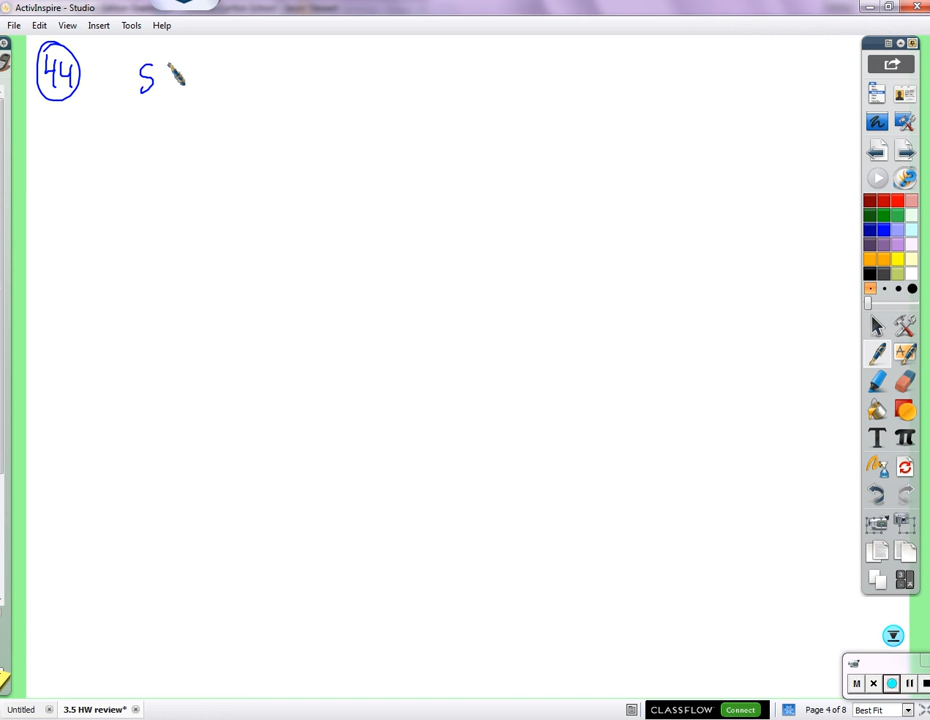 ActivInspire - Studio
File Edit View Insert Tools Help
44 S
Untitled 3.5 HW review* CLASSFLOW Connect Page 4 of 8 Best Fit